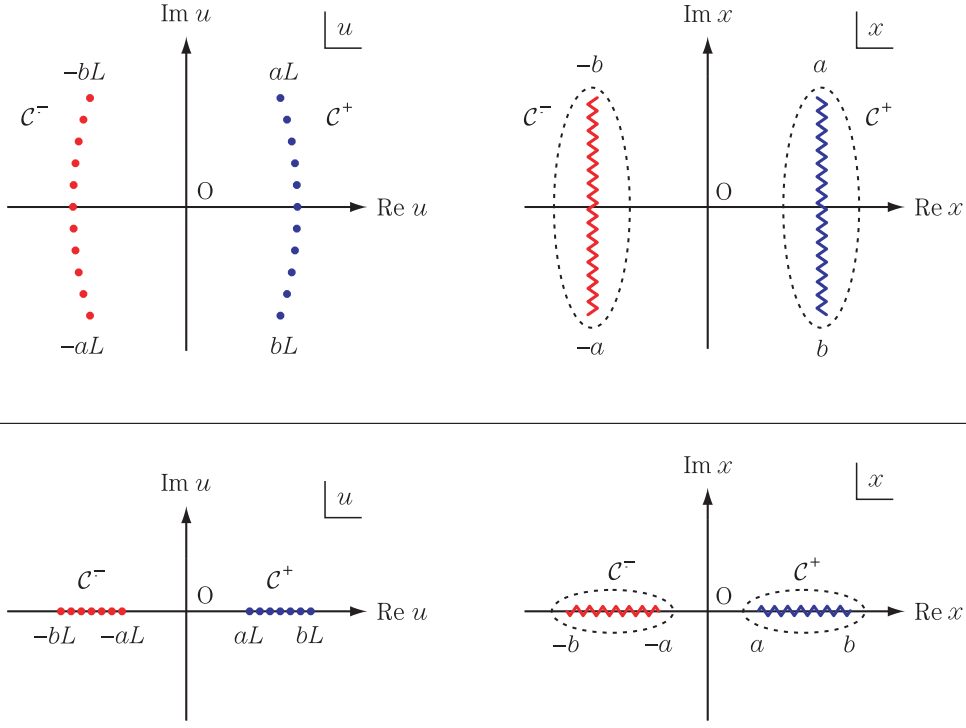 Im u
u
−bL
aL
C⁻
C⁺
O
Re u
−aL
bL
Im x
x
−b
a
C⁻
C⁺
O
Re x
−a
b
Im u
u
C⁻
C⁺
O
Re u
−bL
−aL
aL
bL
Im x
x
C⁻
C⁺
O
Re x
−b
−a
a
b